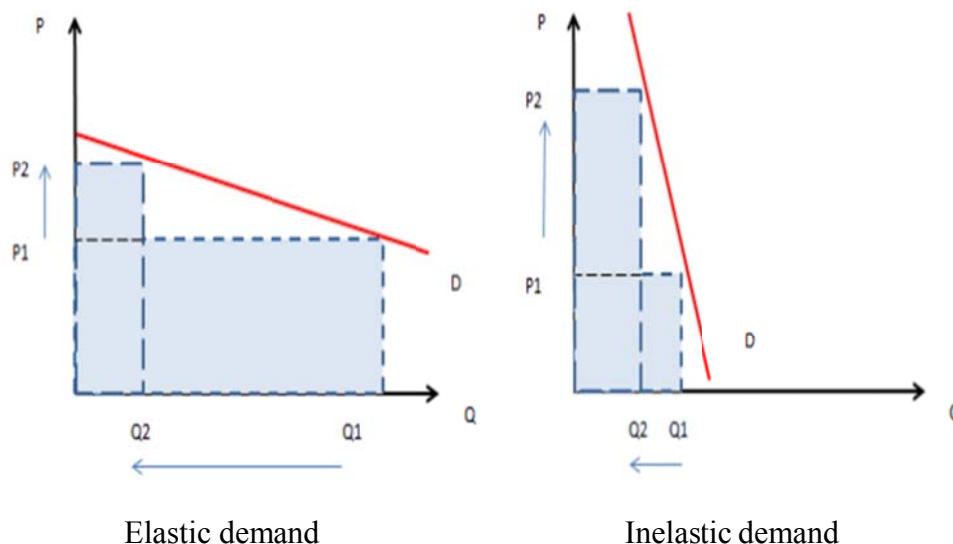 P
P2
P1
D
Q
Q2
Q1
Elastic demand
P
P2
P1
D
Q2
Q1
Inelastic demand